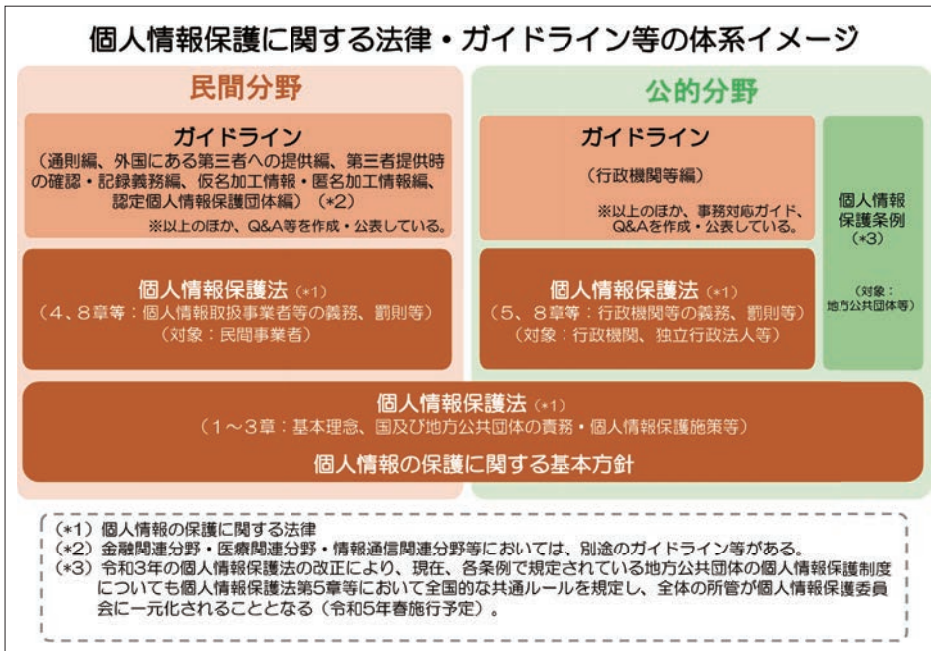 個人情報保護に関する法律・ガイドライン等の体系イメージ
民間分野
ガイドライン
（通則編、外国にある第三者への提供編、第三者提供時
の確認・記録義務編、仮名加工情報・匿名加工情報編、
認定個人情報保護団体編）（*2）
※以上のほか、Q&A等を作成・公表している。
個人情報保護法（*1）
（４、８章等：個人情報取扱事業者等の義務、罰則等）
（対象：民間事業者）
公的分野
ガイドライン
（行政機関等編）
※以上のほか、事務対応ガイド、
Q&Aを作成・公表している。
個人情報保護法（*1）
（５、８章等：行政機関等の義務、罰則等）
（対象：行政機関、独立行政法人等）
個人情報
保護条例
（*3）
（対象：
地方公共団体等）
個人情報保護法（*1）
（１～３章：基本理念、国及び地方公共団体の責務・個人情報保護施策等）
個人情報の保護に関する基本方針
（*1）個人情報の保護に関する法律
（*2）金融関連分野・医療関連分野・情報通信関連分野等においては、別途のガイドライン等がある。
（*3）令和３年の個人情報保護法の改正により、現在、各条例で規定されている地方公共団体の個人情報保護制度
についても個人情報保護法第５章等において全国的な共通ルールを規定し、全体の所管が個人情報保護委員
会に一元化されることとなる（令和５年春施行予定）。